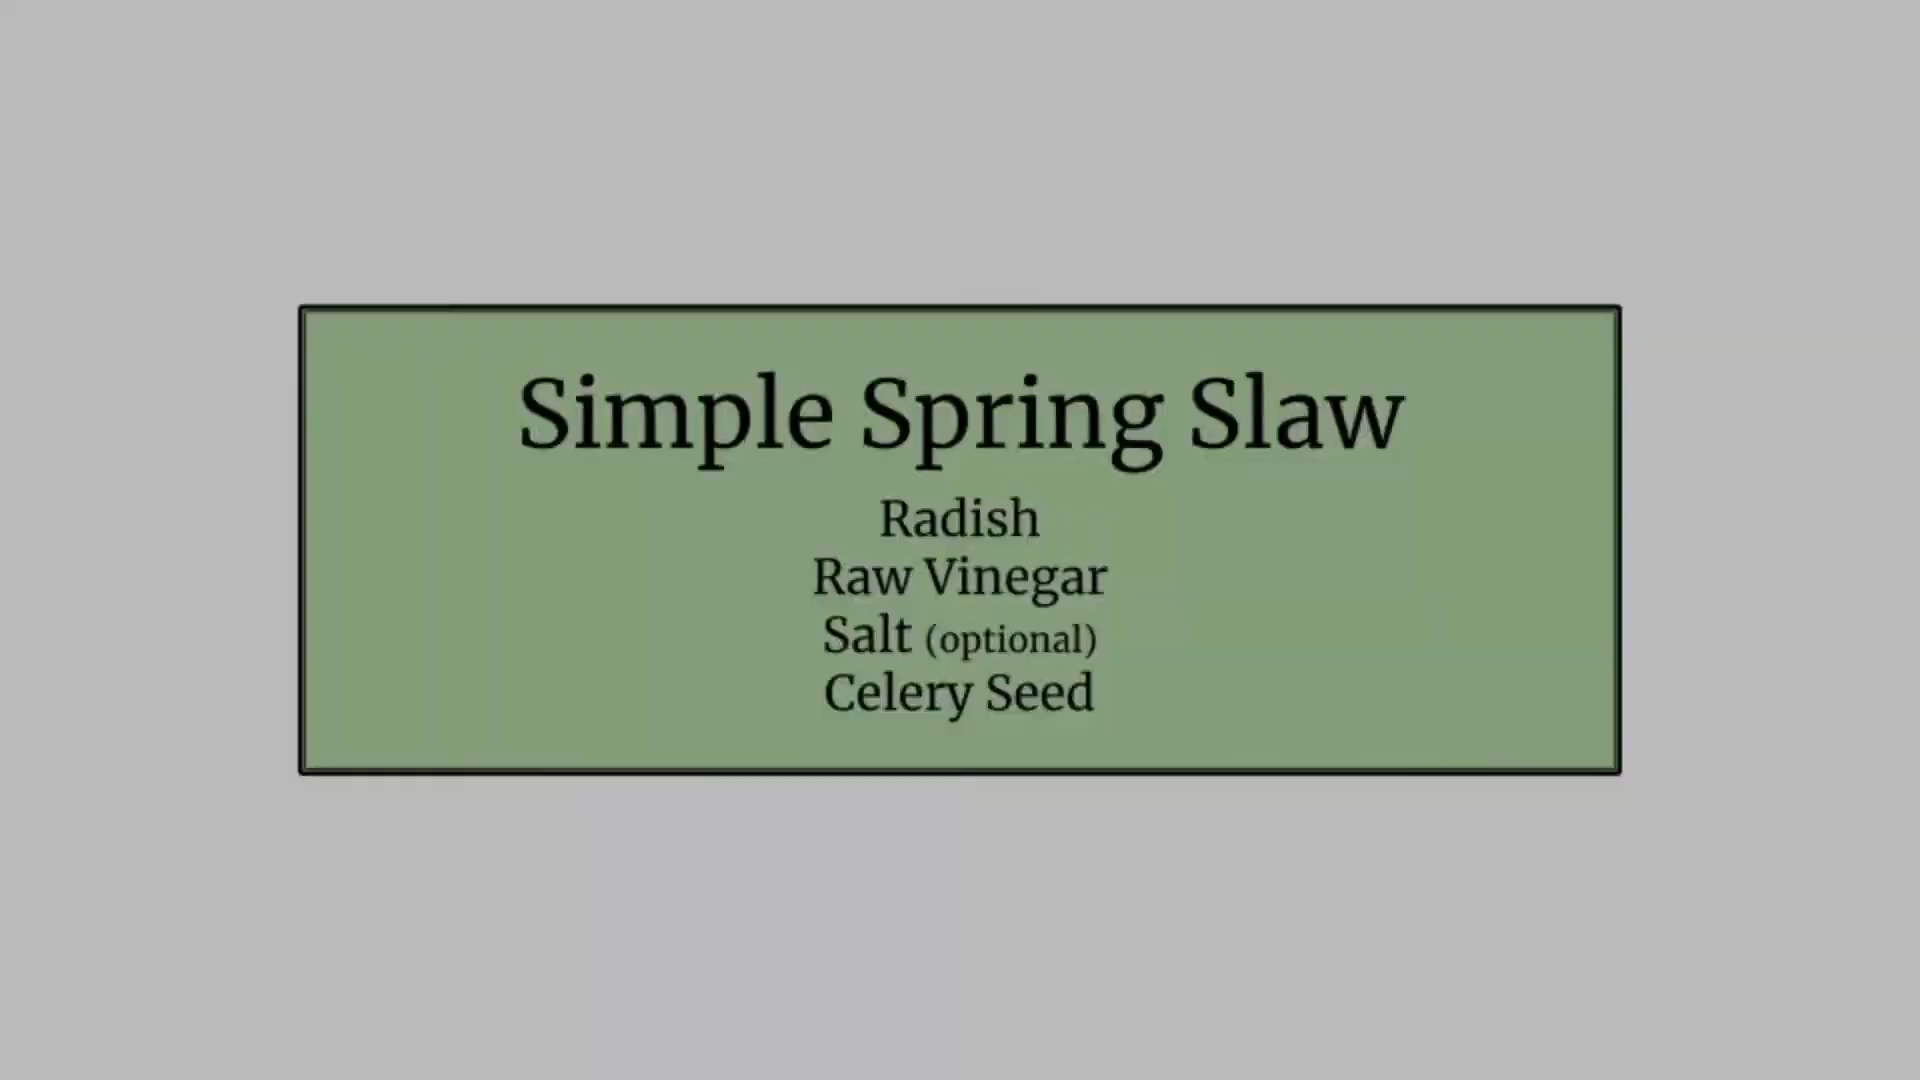 Simple Spring Slaw
Radish
Raw Vinegar
Salt (optional)
Celery Seed